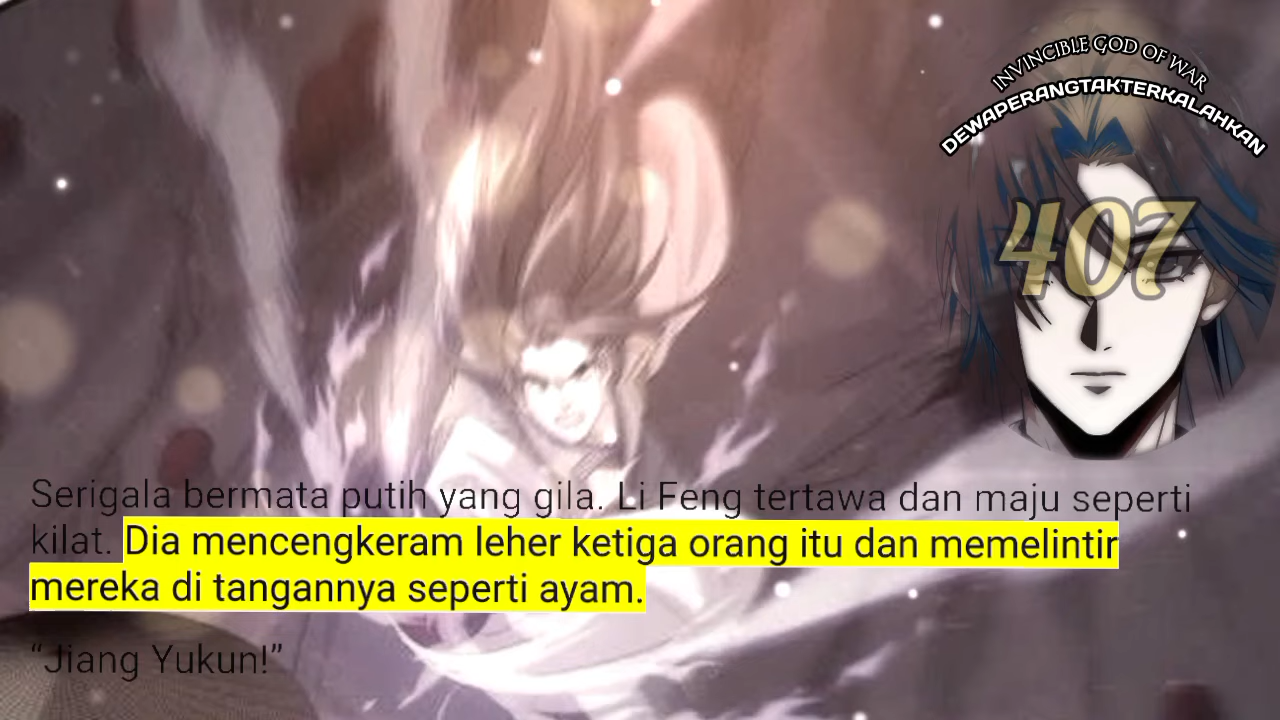 INVINCIBLE GOD OF WAR
DEWAPERANGTAKTERKALAHKAN
407
Serigala bermata putih yang gila. Li Feng tertawa dan maju seperti
kilat. Dia mencengkeram leher ketiga orang itu dan memelintir
mereka di tangannya seperti ayam.
“Jiang Yukun!”